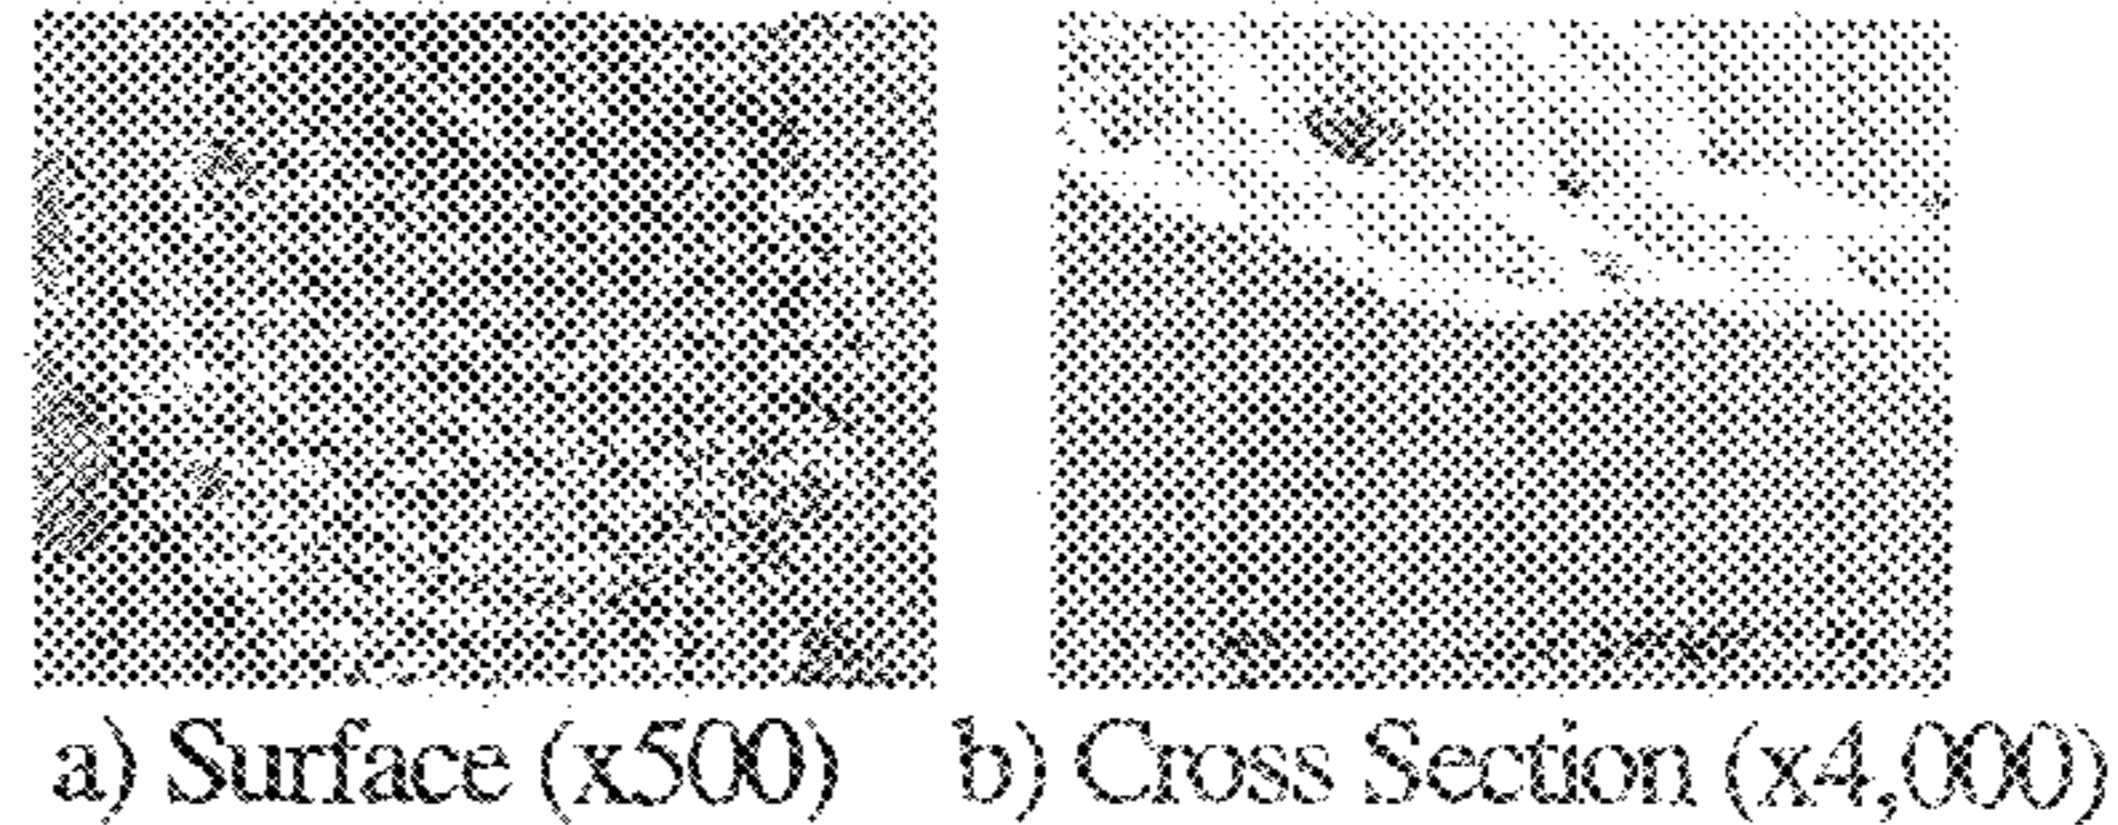 a) Surface (x500) b) Cross Section (x4,000)